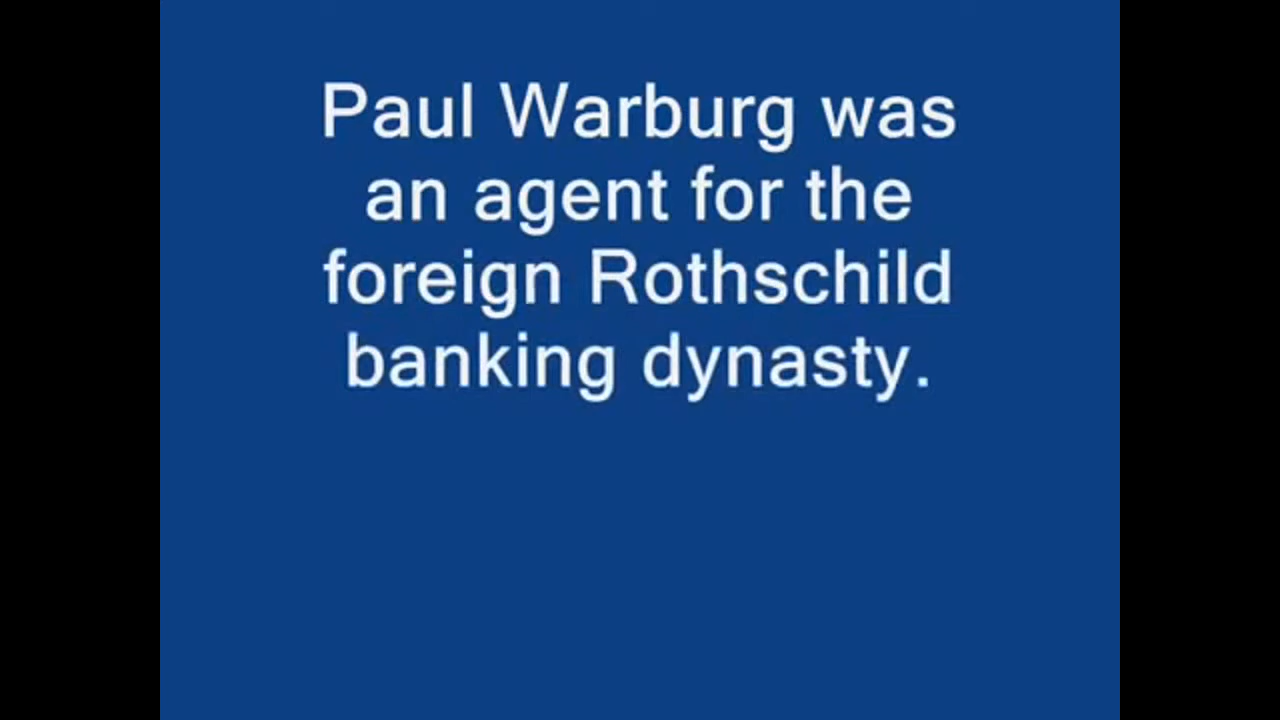 Paul Warburg was
an agent for the
foreign Rothschild
banking dynasty.